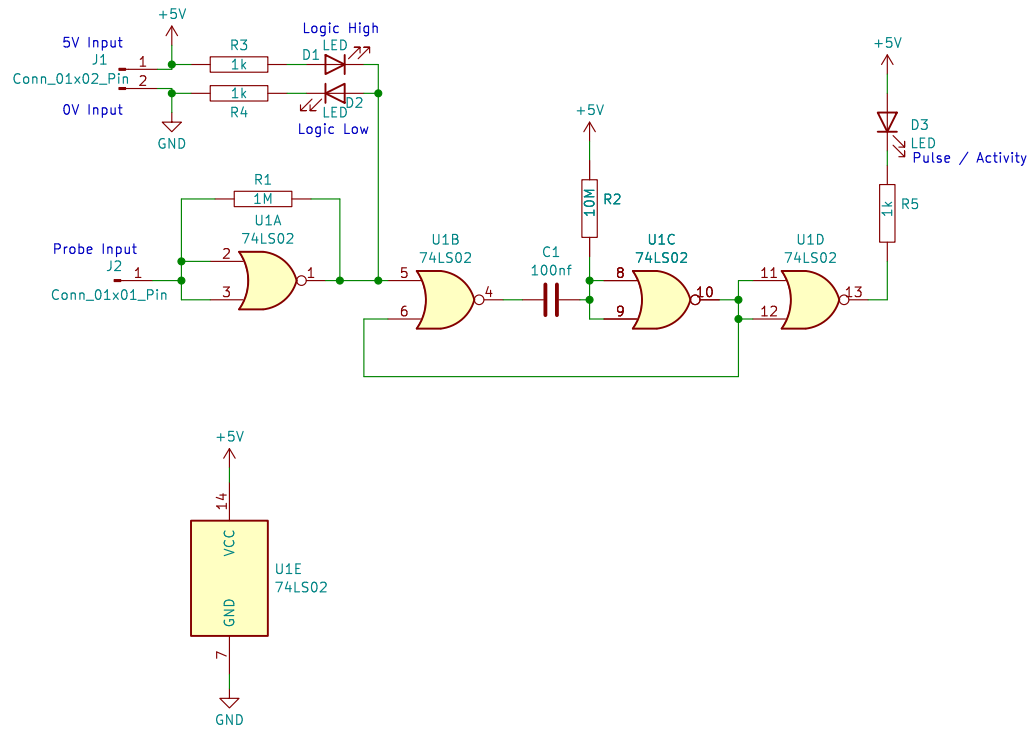 +5V
Logic High
5V Input
J1
1
Conn_01x02_Pin
2
0V Input
GND
R3
1k
D1
LED
1k
R4
D2
LED
Logic Low
R1
1M
U1A
74LS02
Probe Input
J2
1
Conn_01x01_Pin
2
3
1
U1B
74LS02
5
6
4
C1
100nf
+5V
10M
R2
U1C
74LS02
8
9
10
U1D
74LS02
11
12
13
+5V
D3
LED
Pulse / Activity
1k
R5
+5V
14
VCC
U1E
74LS02
GND
7
GND